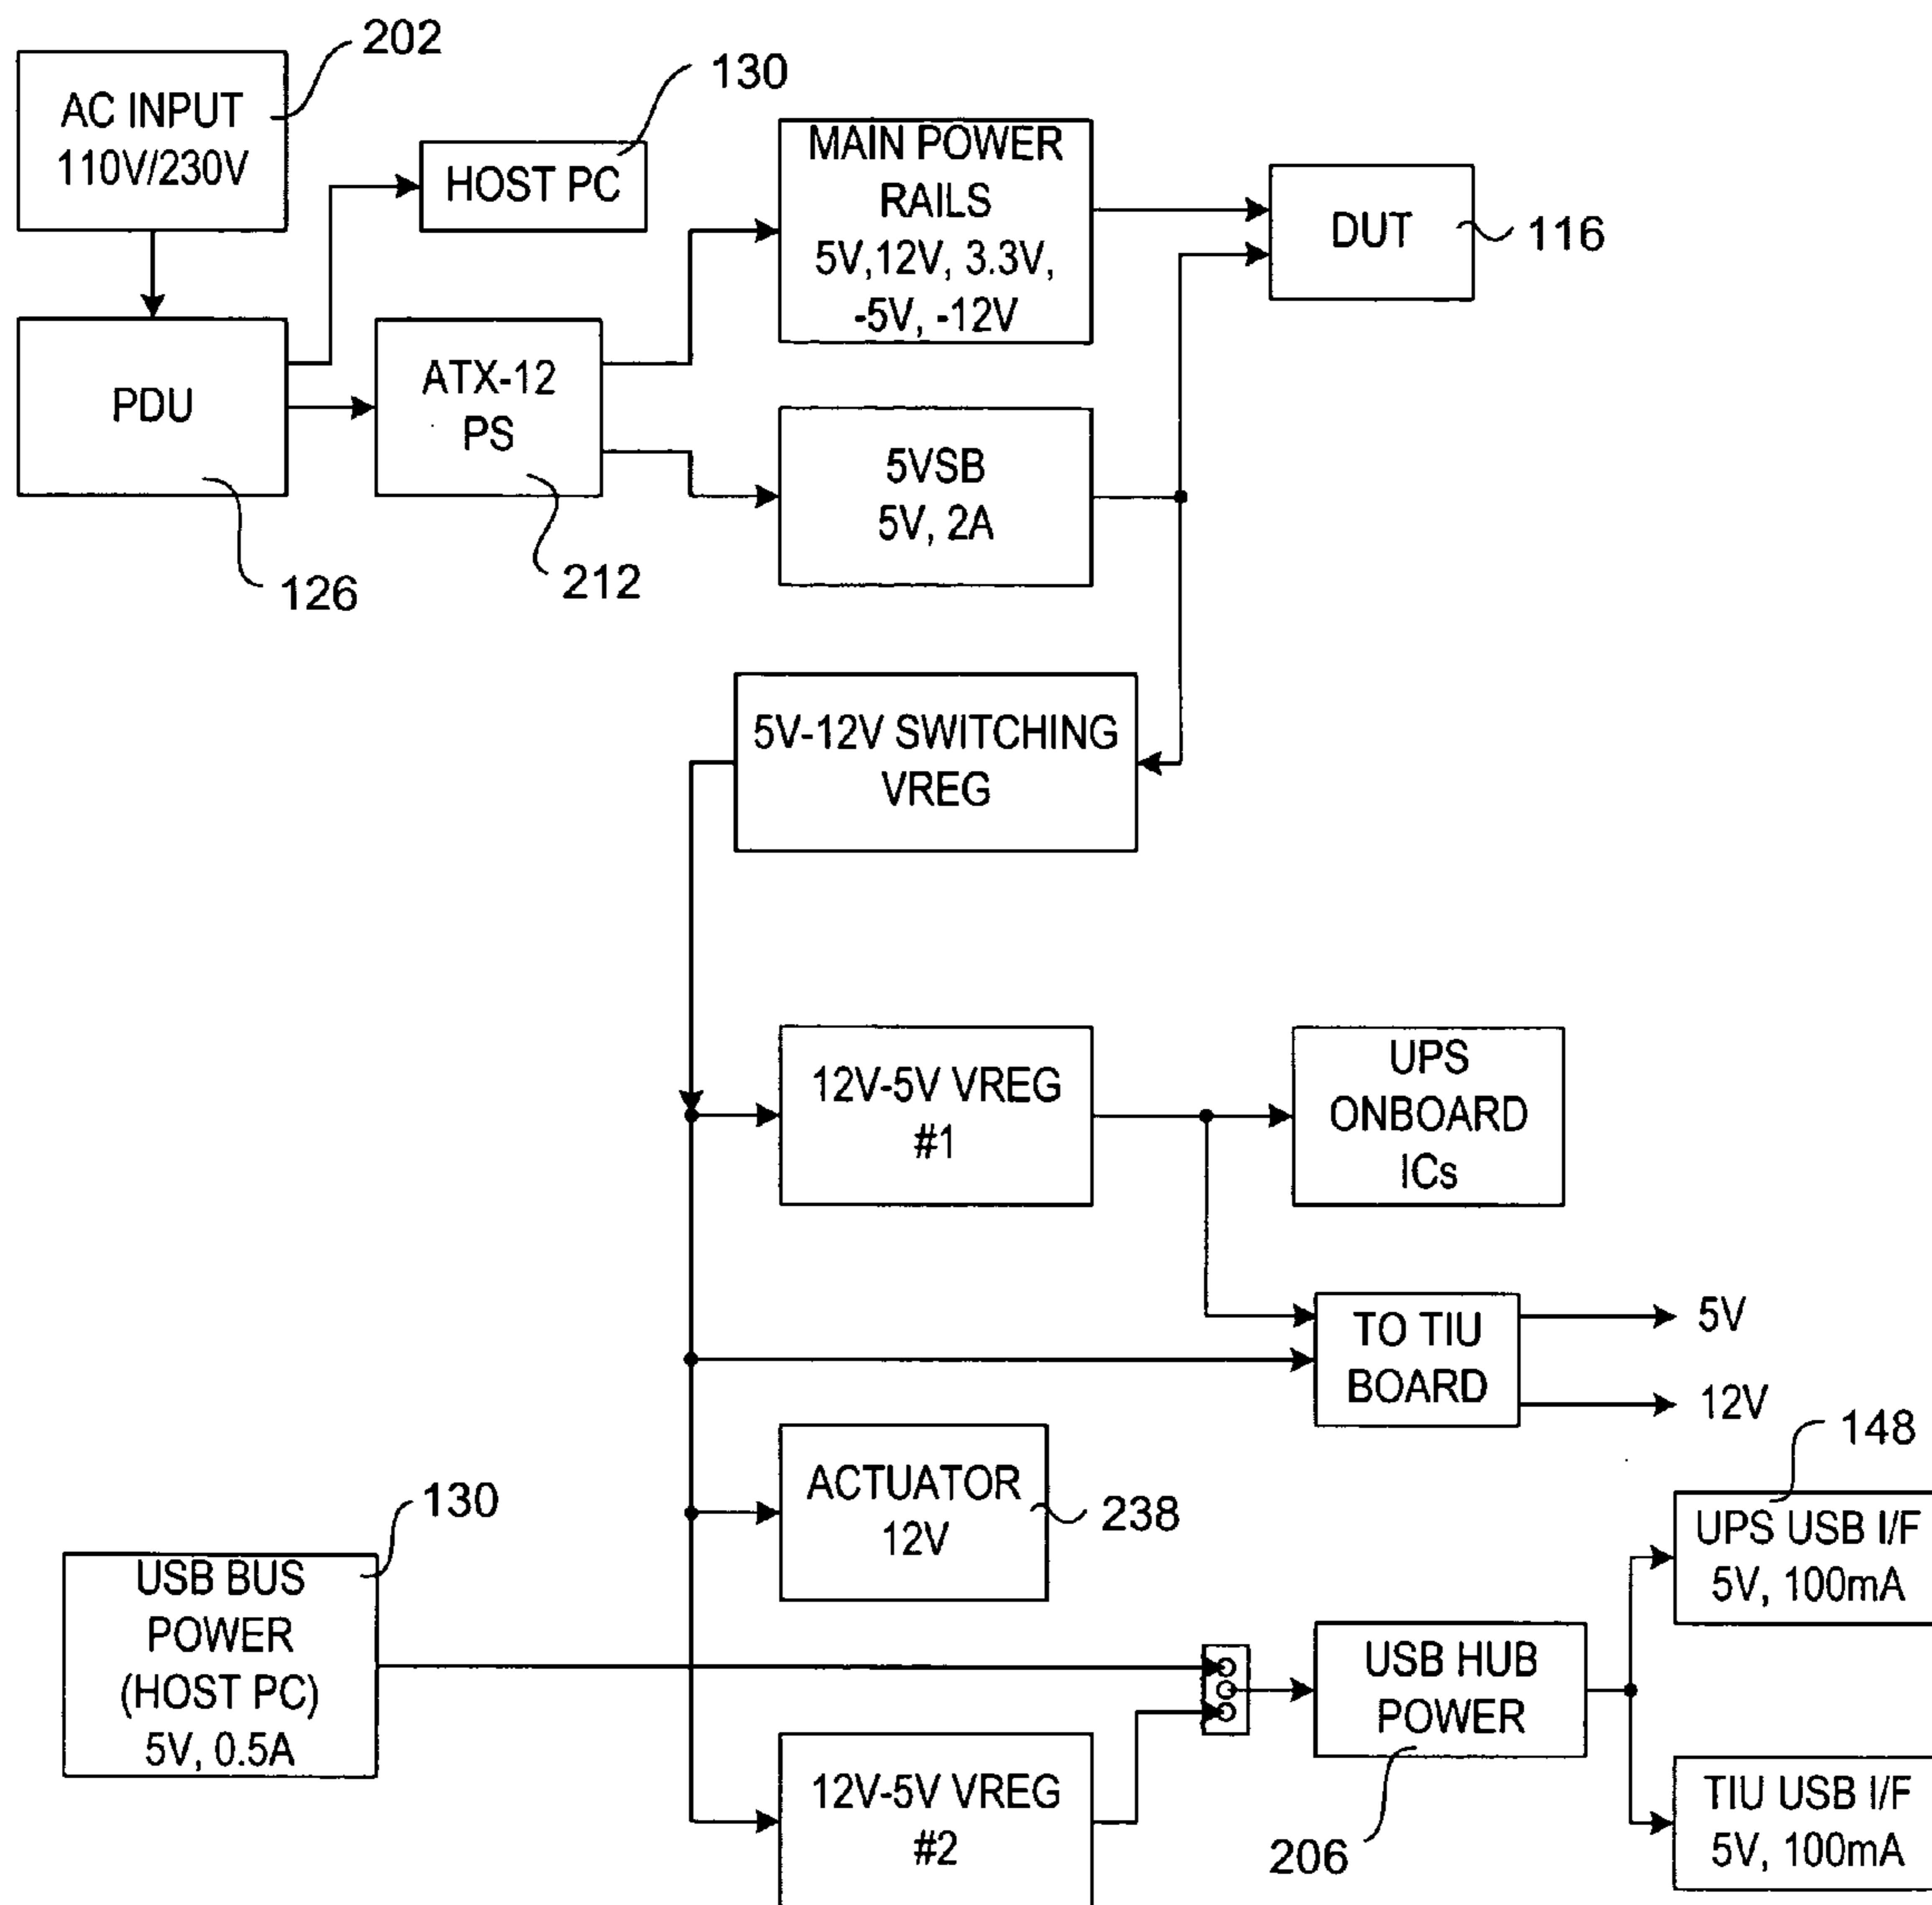 202
AC INPUT
110V/230V
130
HOST PC
MAIN POWER
RAILS
5V,12V, 3.3V,
-5V, -12V
DUT
116
PDU
126
ATX-12
PS
212
5VSB
5V, 2A
5V-12V SWITCHING
VREG
12V-5V VREG
#1
UPS
ONBOARD
ICs
TO TIU
BOARD
5V
12V
ACTUATOR
12V
238
148
UPS USB I/F
5V, 100mA
130
USB BUS
POWER
(HOST PC)
5V, 0.5A
USB HUB
POWER
206
12V-5V VREG
#2
TIU USB I/F
5V, 100mA